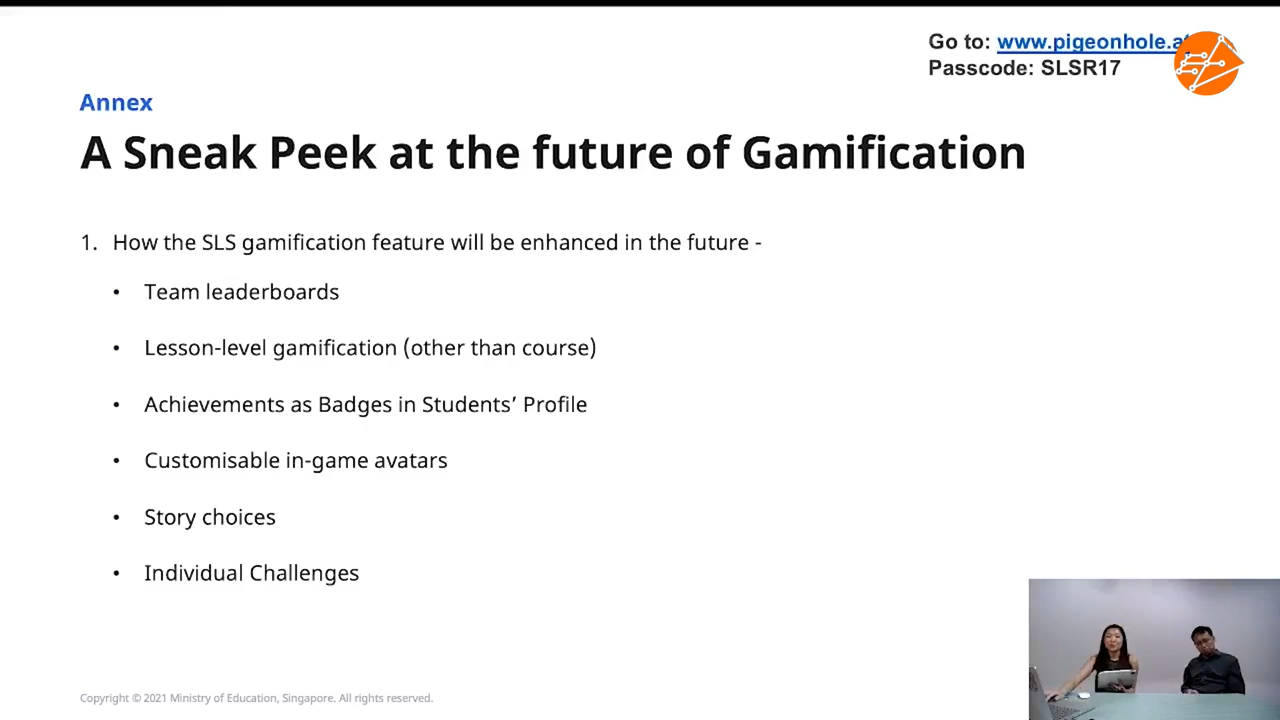 Go to: www.pigeonhole.at
Passcode: SLSR17
Annex
A Sneak Peek at the future of Gamification
1. How the SLS gamification feature will be enhanced in the future -
• Team leaderboards
• Lesson-level gamification (other than course)
• Achievements as Badges in Students’ Profile
• Customisable in-game avatars
• Story choices
• Individual Challenges
Copyright © 2021 Ministry of Education, Singapore. All rights reserved.